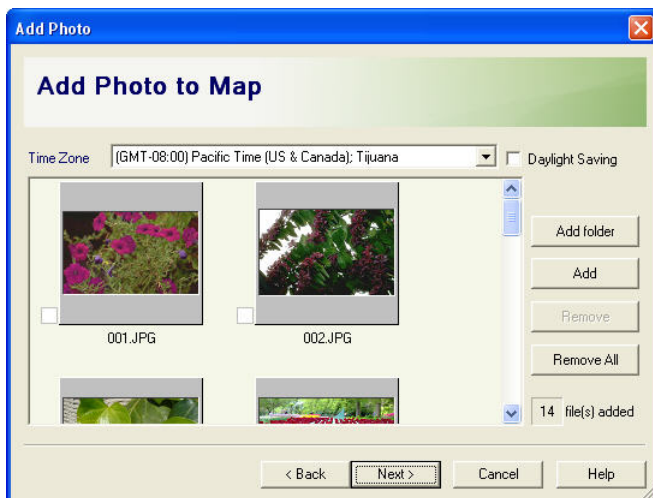 Add Photo
Add Photo to Map
Time Zone (GMT-08:00) Pacific Time (US & Canada); Tijuana Daylight Saving
Add folder
Add
Remove
Remove All
001.JPG 002.JPG
14 file(s) added
< Back Next > Cancel Help